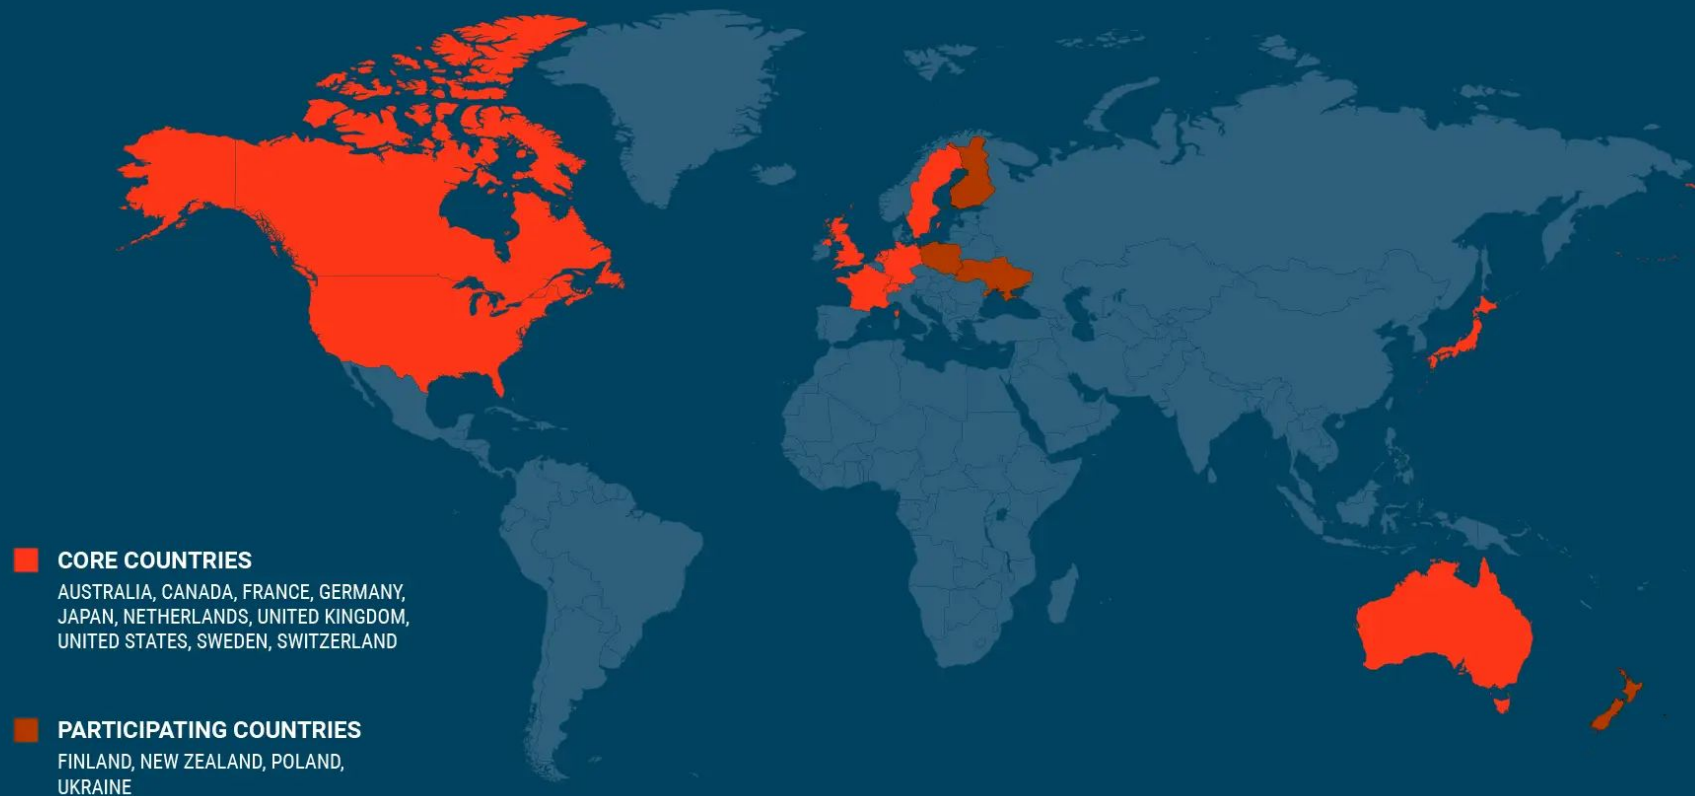 CORE COUNTRIES
AUSTRALIA, CANADA, FRANCE, GERMANY,
JAPAN, NETHERLANDS, UNITED KINGDOM,
UNITED STATES, SWEDEN, SWITZERLAND
PARTICIPATING COUNTRIES
FINLAND, NEW ZEALAND, POLAND,
UKRAINE